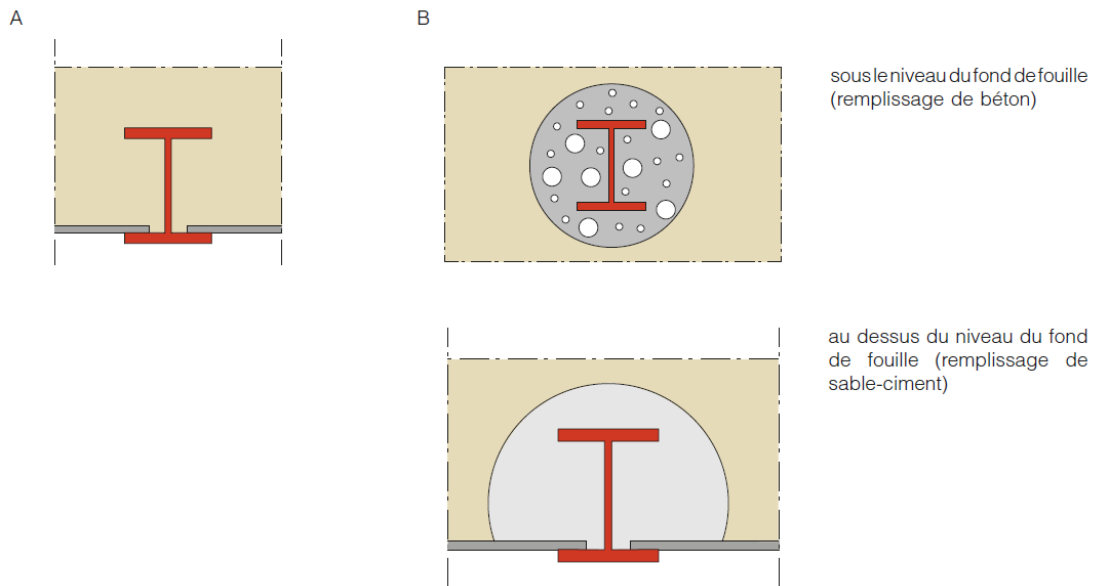 A
B
sous le niveau du fond de fouille
(remplissage de béton)
au dessus du niveau du fond
de fouille (remplissage de
sable-ciment)